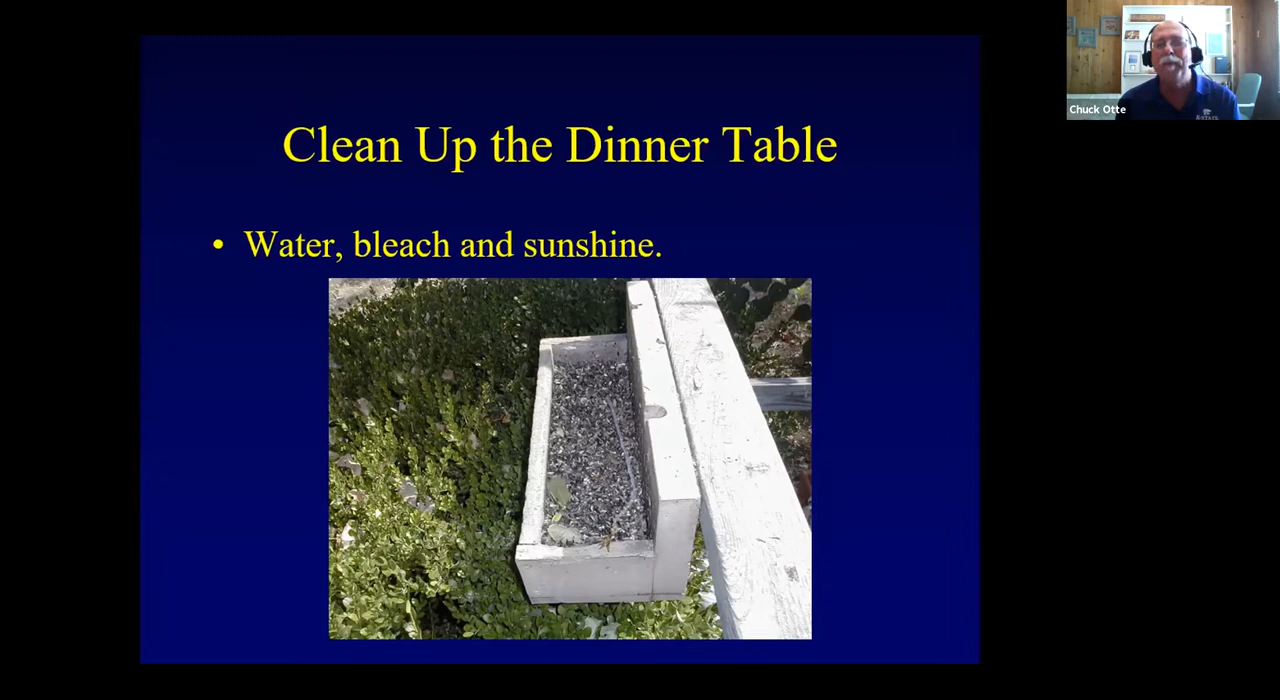 Clean Up the Dinner Table
• Water, bleach and sunshine.
Chuck Otte